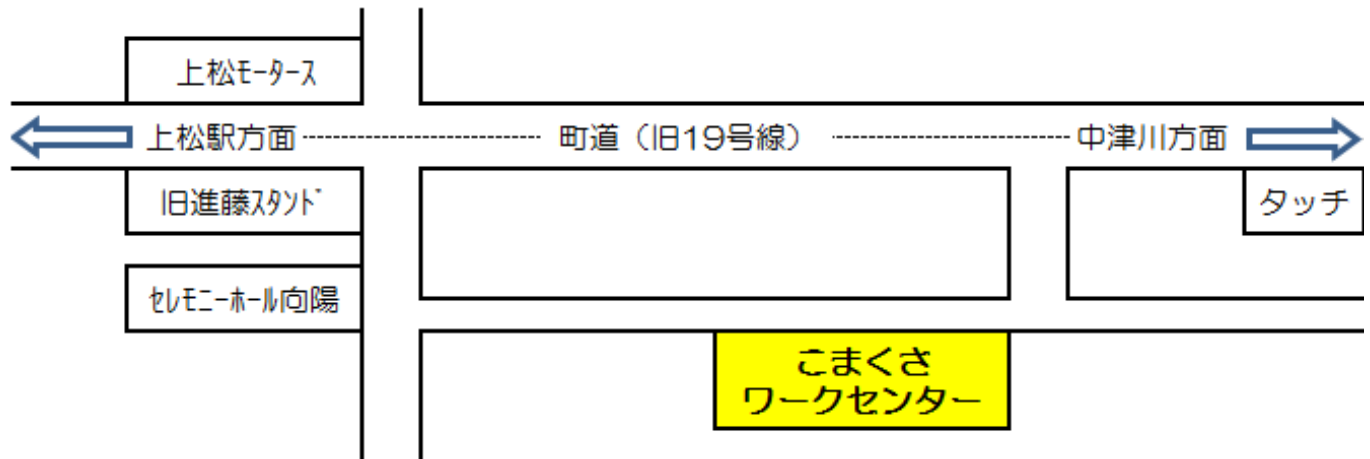 上松ﾓｰﾀｰｽ
上松駅方面
町道（旧19号線）
中津川方面
旧進藤ｽﾀﾝﾄﾞ
タッチ
ｾﾚﾓﾆｰﾎｰﾙ向陽
こまくさ
ワークセンター